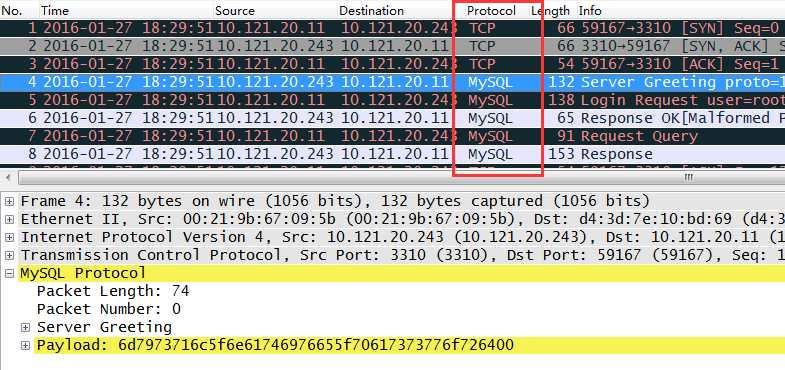 No. Time Source Destination Protocol Length Info
1 2016-01-27 18:29:51 10.121.20.11 10.121.20.243 TCP 66 59167→3310 [SYN] Seq=0
2 2016-01-27 18:29:51 10.121.20.243 10.121.20.11 TCP 66 3310→59167 [SYN, ACK] S
3 2016-01-27 18:29:51 10.121.20.11 10.121.20.243 TCP 54 59167→3310 [ACK] Seq=1
4 2016-01-27 18:29:51 10.121.20.243 10.121.20.11 MySQL 132 Server Greeting proto=1
5 2016-01-27 18:29:51 10.121.20.11 10.121.20.243 MySQL 138 Login Request user=root
6 2016-01-27 18:29:51 10.121.20.243 10.121.20.11 MySQL 65 Response OK[Malformed P
7 2016-01-27 18:29:51 10.121.20.11 10.121.20.243 MySQL 91 Request Query
8 2016-01-27 18:29:51 10.121.20.243 10.121.20.11 MySQL 153 Response
Frame 4: 132 bytes on wire (1056 bits), 132 bytes captured (1056 bits)
Ethernet II, Src: 00:21:9b:67:09:5b (00:21:9b:67:09:5b), Dst: d4:3d:7e:10:bd:69 (d4:3
Internet Protocol Version 4, Src: 10.121.20.243 (10.121.20.243), Dst: 10.121.20.11 (1
Transmission Control Protocol, Src Port: 3310 (3310), Dst Port: 59167 (59167), Seq: 1
MySQL Protocol
Packet Length: 74
Packet Number: 0
Server Greeting
Payload: 6d7973716c5f6e61746976655f70617373776f726400